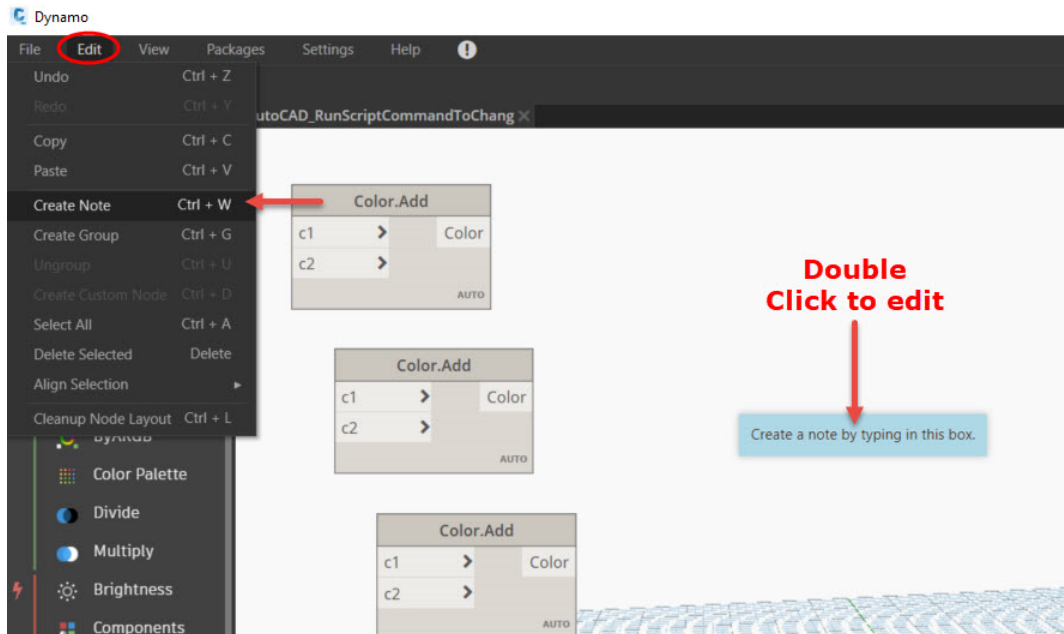 Dynamo
File Edit View Packages Settings Help
Undo Ctrl + Z
Redo Ctrl + Y
utoCAD_RunScriptCommandToChang
Copy Ctrl + C
Paste Ctrl + V
Create Note Ctrl + W
Create Group Ctrl + G
Ungroup Ctrl + U
Create Custom Node Ctrl + D
Select All Ctrl + A
Delete Selected Delete
Align Selection
Cleanup Node Layout Ctrl + L
ByARGB
Color Palette
Divide
Multiply
Brightness
Components
Color.Add
c1 Color
c2
AUTO
Color.Add
c1 Color
c2
AUTO
Color.Add
c1 Color
c2
AUTO
Double
Click to edit
Create a note by typing in this box.